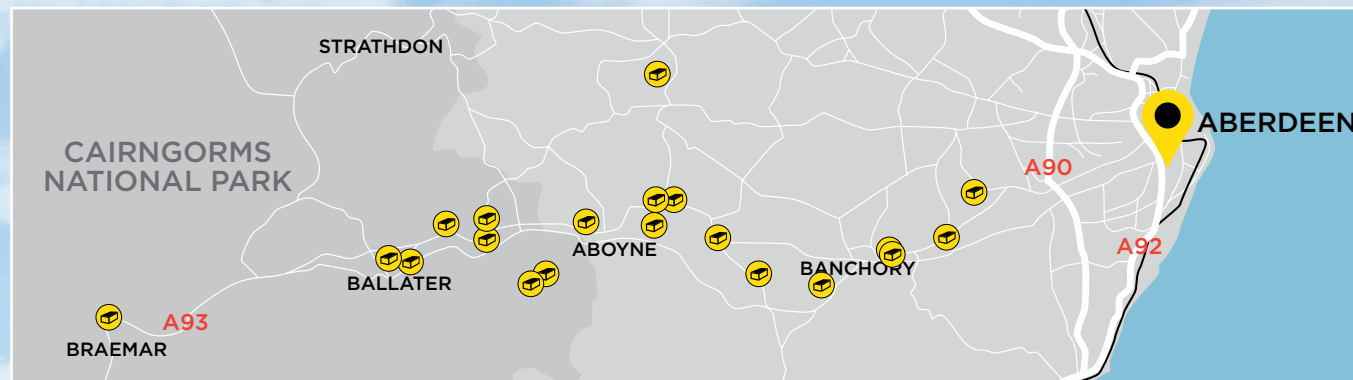 STRATHDON
ABERDEEN
CAIRNGORMS
NATIONAL PARK
A90
A92
ABOYNE
BANCHORY
BALLATER
A93
BRAEMAR